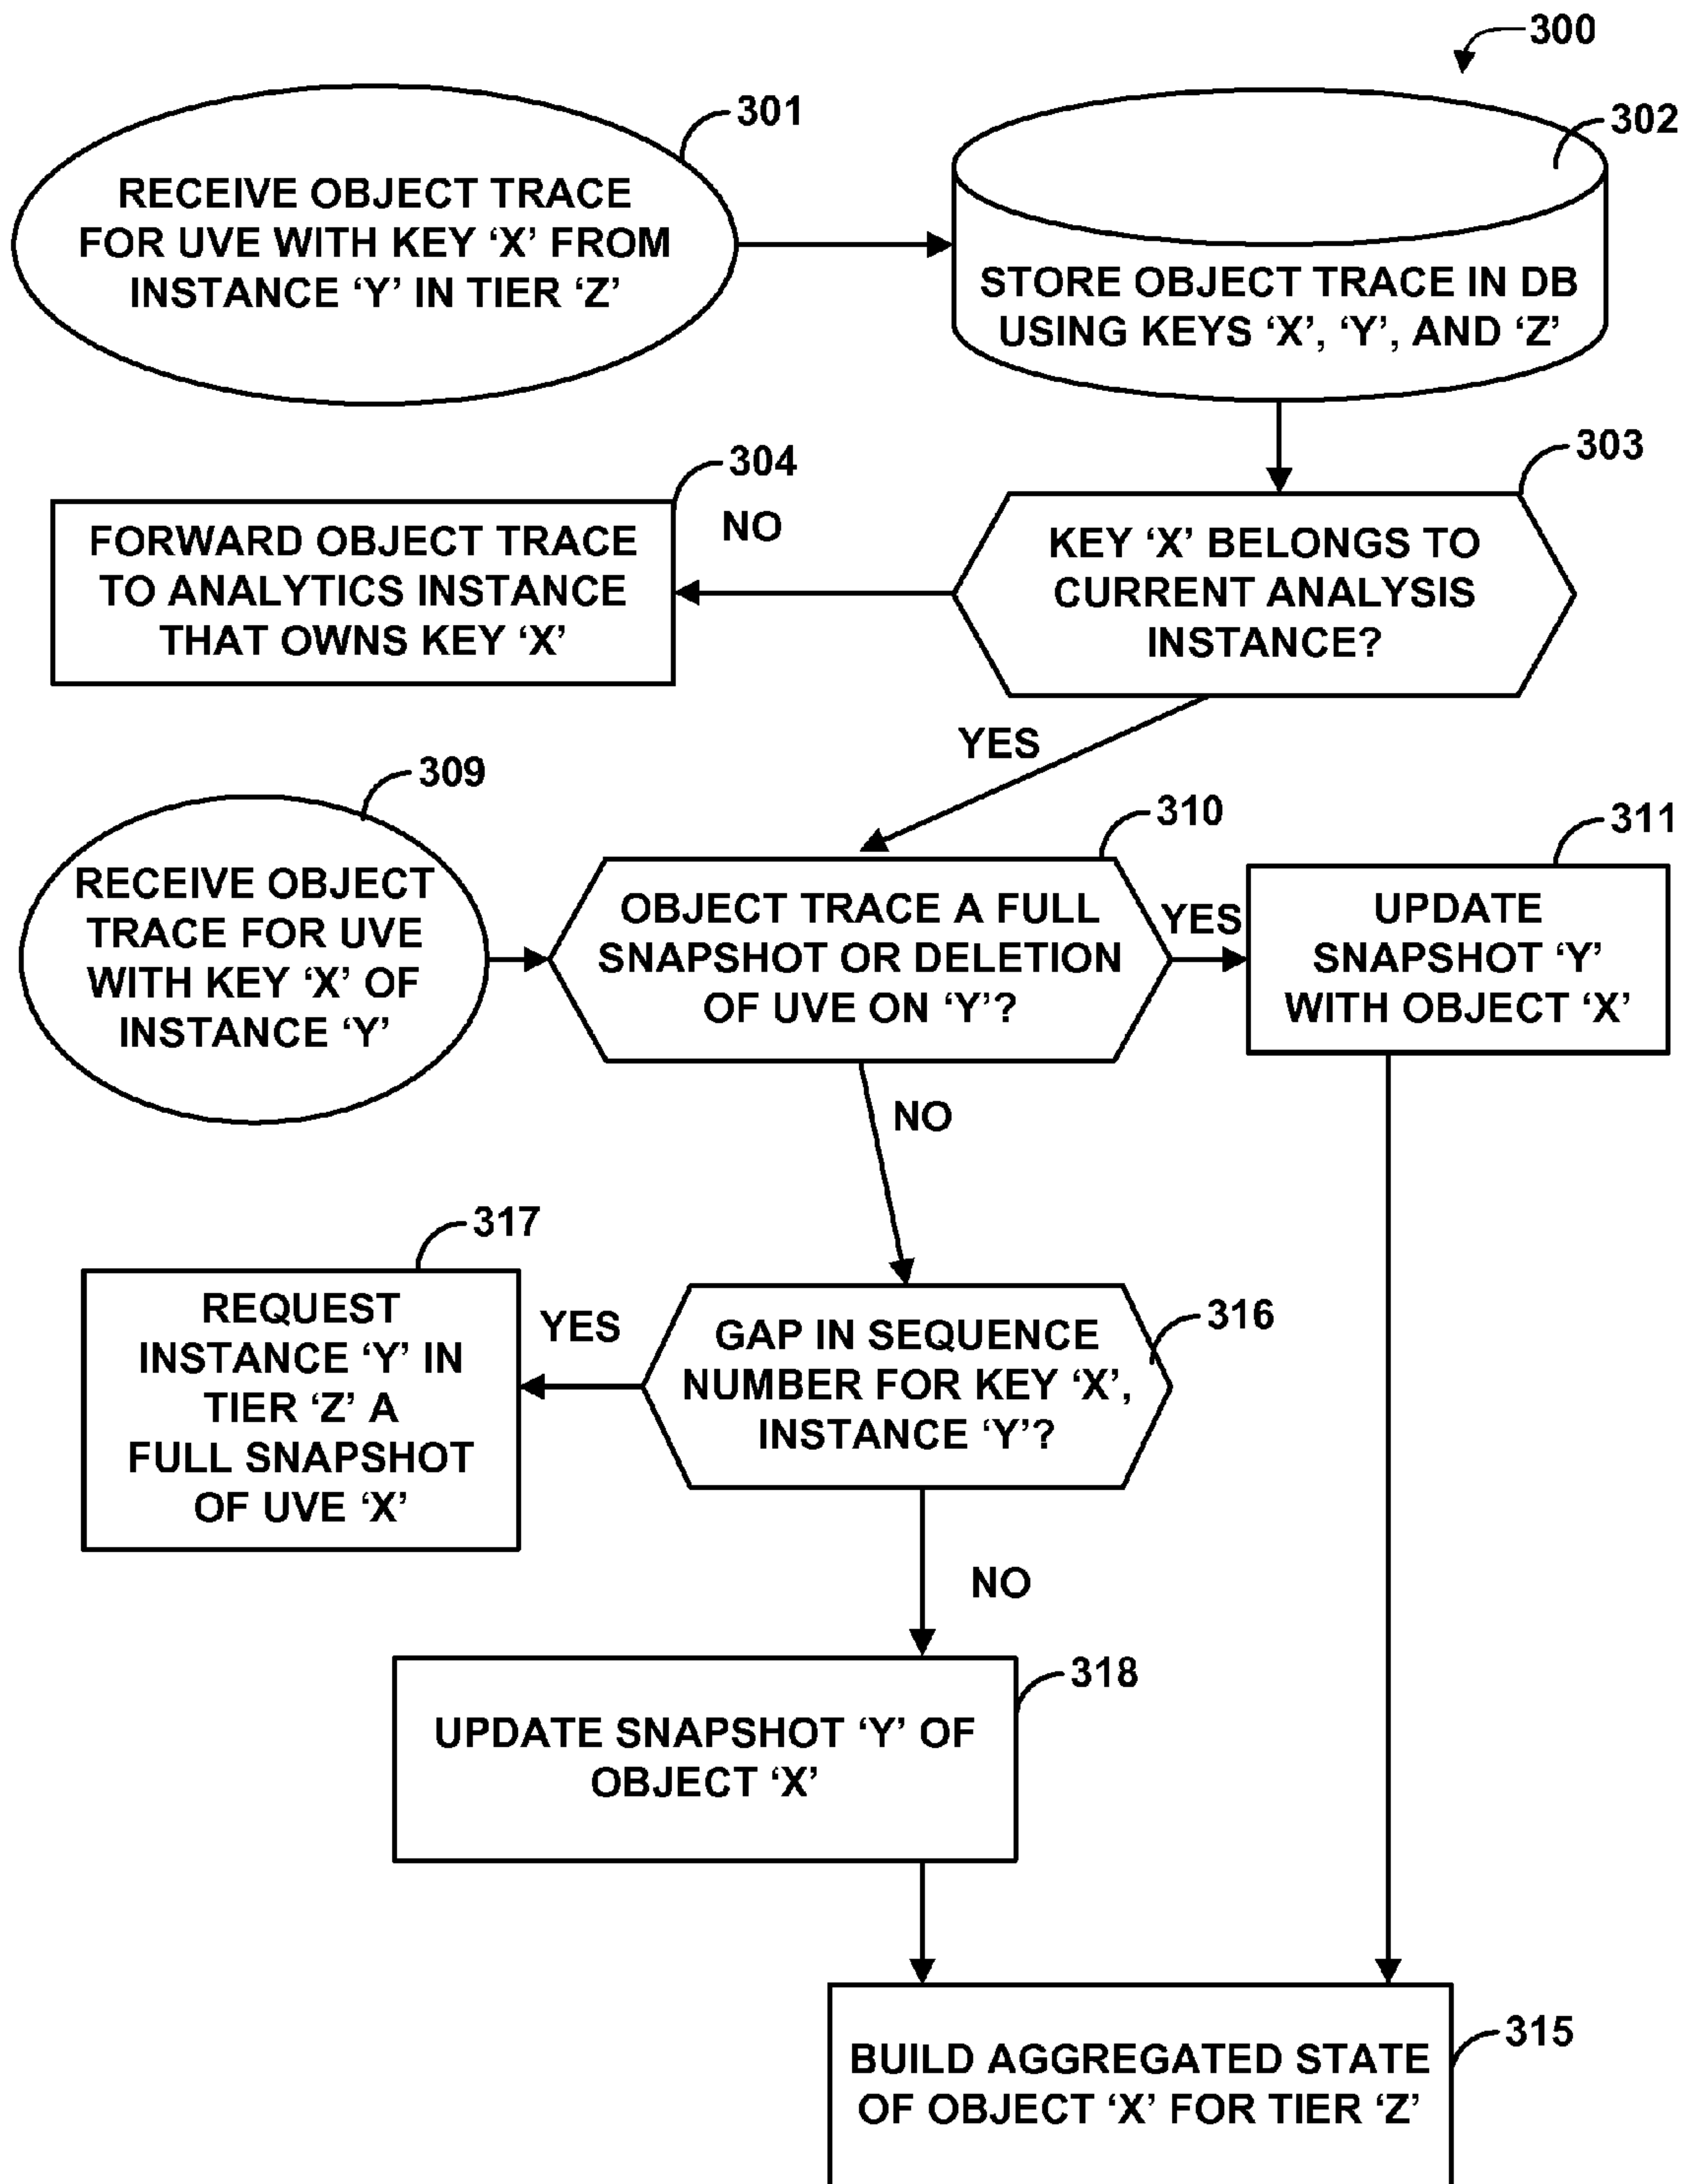 300
301
RECEIVE OBJECT TRACE
FOR UVE WITH KEY ‘X’ FROM
INSTANCE ‘Y’ IN TIER ‘Z’
302
STORE OBJECT TRACE IN DB
USING KEYS ‘X’, ‘Y’, AND ‘Z’
303
KEY ‘X’ BELONGS TO
CURRENT ANALYSIS
INSTANCE?
304
NO
FORWARD OBJECT TRACE
TO ANALYTICS INSTANCE
THAT OWNS KEY ‘X’
YES
309
RECEIVE OBJECT
TRACE FOR UVE
WITH KEY ‘X’ OF
INSTANCE ‘Y’
310
OBJECT TRACE A FULL
SNAPSHOT OR DELETION
OF UVE ON ‘Y’?
YES
311
UPDATE
SNAPSHOT ‘Y’
WITH OBJECT ‘X’
NO
317
REQUEST
INSTANCE ‘Y’ IN
TIER ‘Z’ A
FULL SNAPSHOT
OF UVE ‘X’
YES
316
GAP IN SEQUENCE
NUMBER FOR KEY ‘X’,
INSTANCE ‘Y’?
NO
318
UPDATE SNAPSHOT ‘Y’ OF
OBJECT ‘X’
315
BUILD AGGREGATED STATE
OF OBJECT ‘X’ FOR TIER ‘Z’